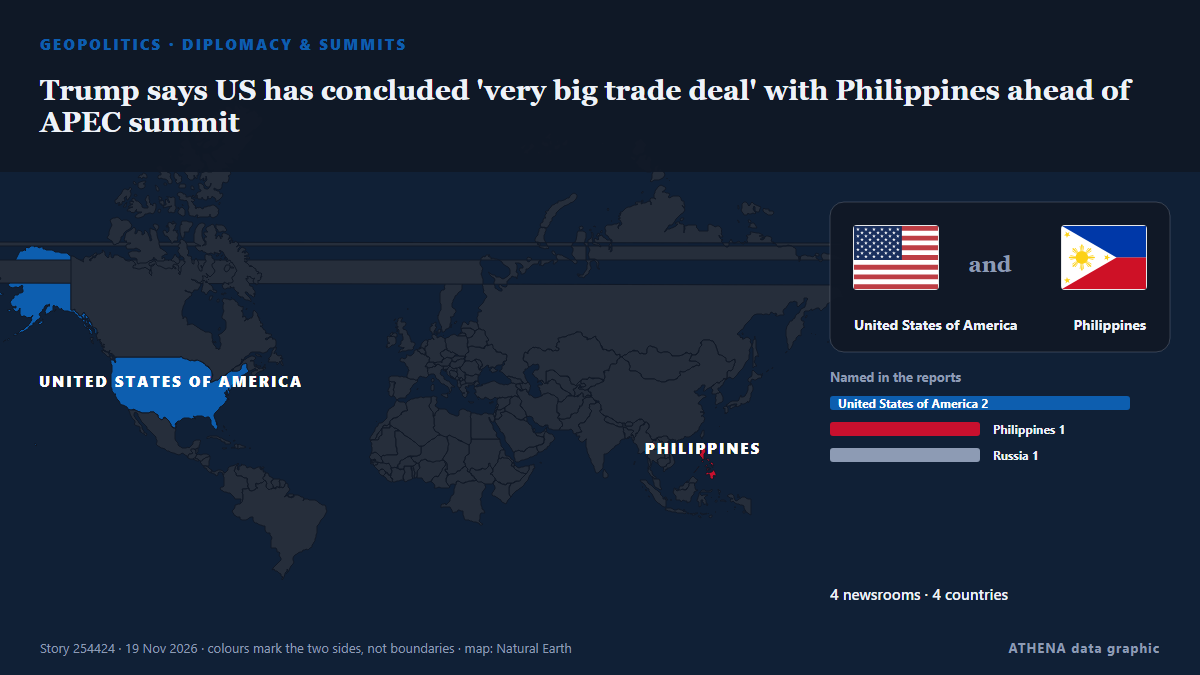 GEOPOLITICS · DIPLOMACY & SUMMITS
Trump says US has concluded 'very big trade deal' with Philippines ahead of
APEC summit
and
United States of America
Philippines
UNITED STATES OF AMERICA
PHILIPPINES
Named in the reports
United States of America 2
Philippines 1
Russia 1
4 newsrooms · 4 countries
Story 254424 · 19 Nov 2026 · colours mark the two sides, not boundaries · map: Natural Earth
ATHENA data graphic